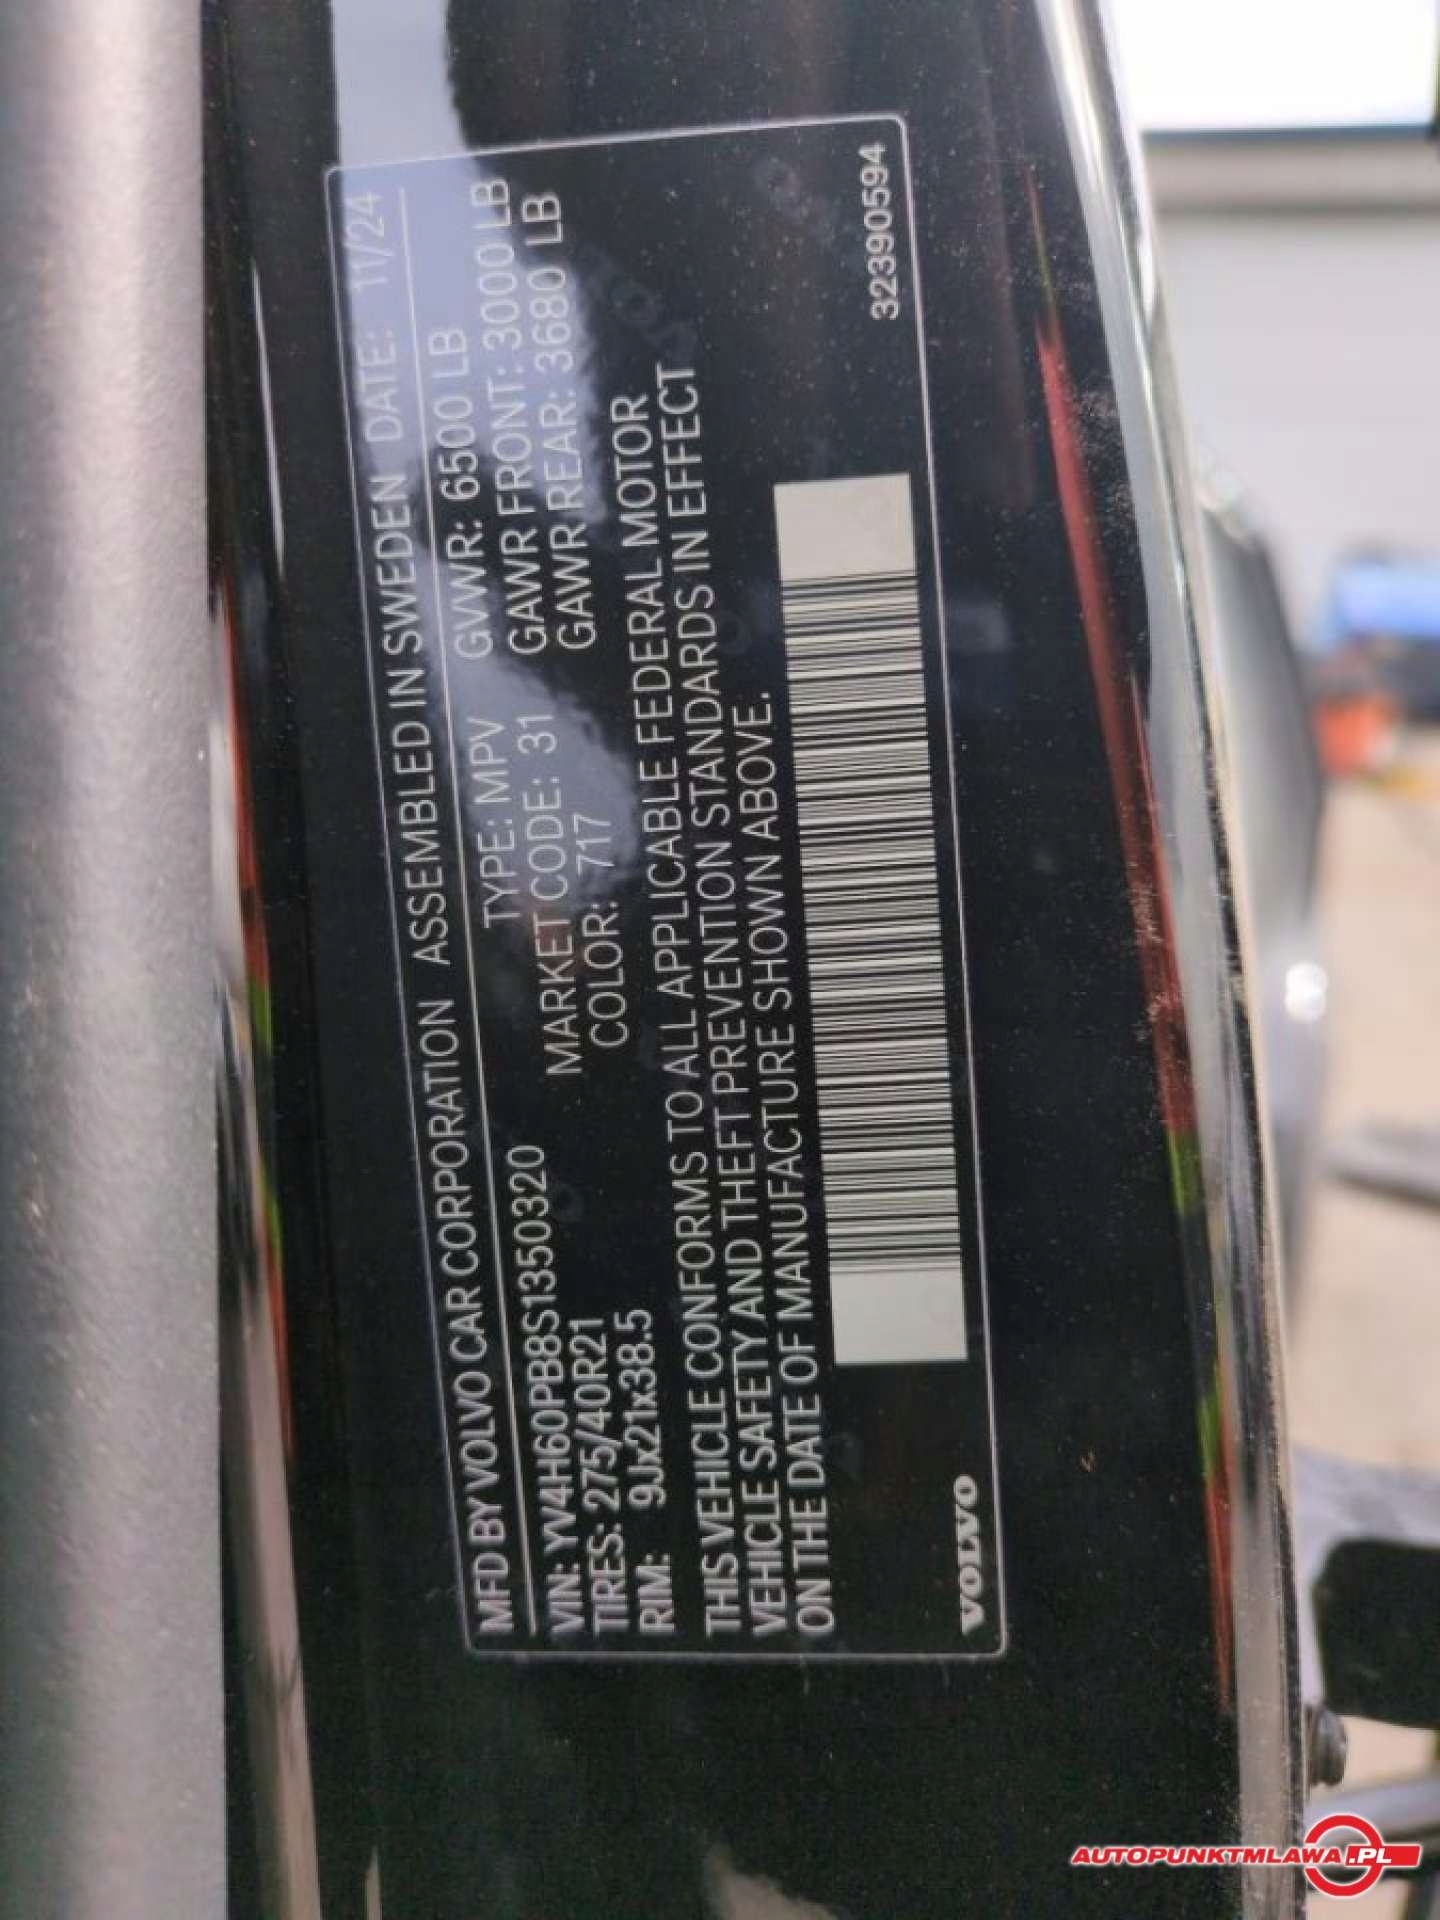 MFD BY VOLVO CAR CORPORATION ASSEMBLED IN SWEDEN DATE: 11/24
VIN: YV4H60PB8S1350320 TYPE: MPV GVWR: 6500 LB
TIRES: 275/40R21 MARKET CODE: 31 GAWR FRONT: 3000 LB
RIM: 9Jx21x38.5 COLOR: 717 GAWR REAR: 3680 LB
THIS VEHICLE CONFORMS TO ALL APPLICABLE FEDERAL MOTOR
VEHICLE SAFETY AND THEFT PREVENTION STANDARDS IN EFFECT
ON THE DATE OF MANUFACTURE SHOWN ABOVE.
VOLVO 32390594
AUTOPUNKTMLAWA.PL